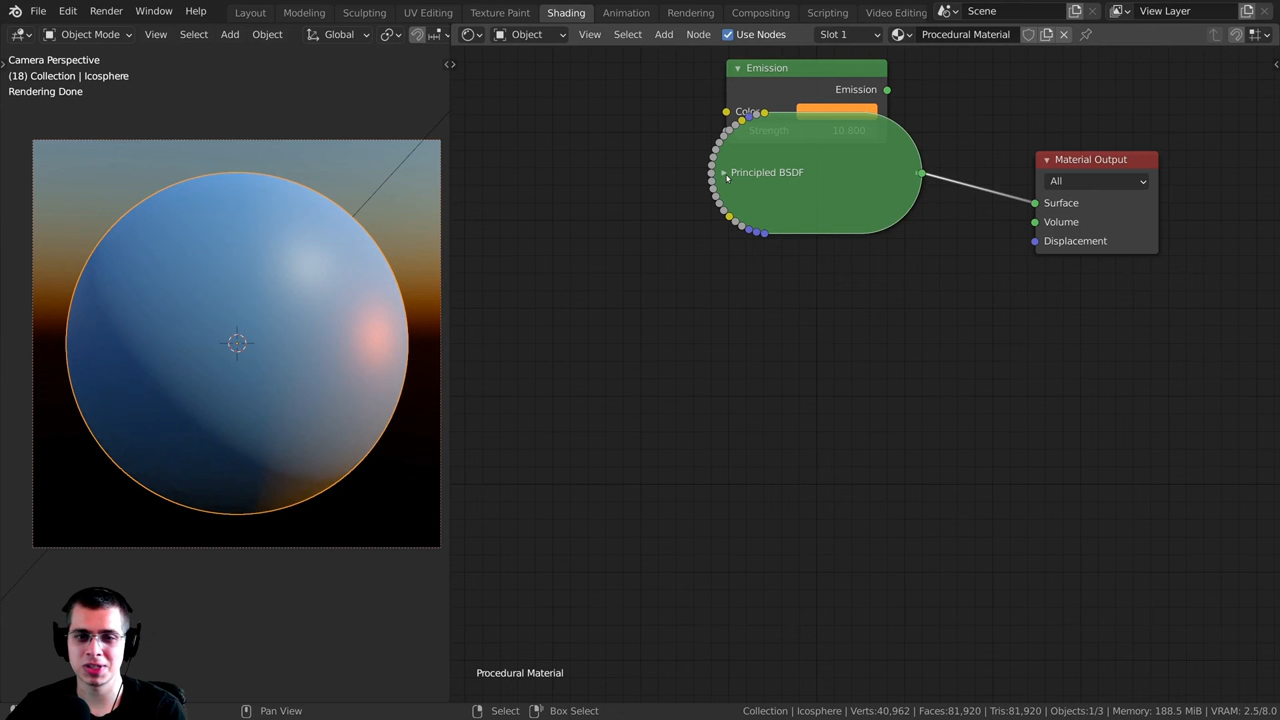 File Edit Render Window Help Layout Modeling Sculpting UV Editing Texture Paint Shading Animation Rendering Compositing Scripting Video Editing Scene View Layer
Object Mode View Select Add Object Global Object View Select Add Node Use Nodes Slot 1 Procedural Material
Camera Perspective
(18) Collection | Icosphere
Rendering Done
Emission
Emission
Color
Strength 10.800
Principled BSDF
Material Output
All
Surface
Volume
Displacement
Procedural Material
Pan View Select Box Select Collection | Icosphere | Verts:40,962 | Faces:81,920 | Tris:81,920 | Objects:1/3 | Memory: 188.5 MiB | VRAM: 2.5/8.0